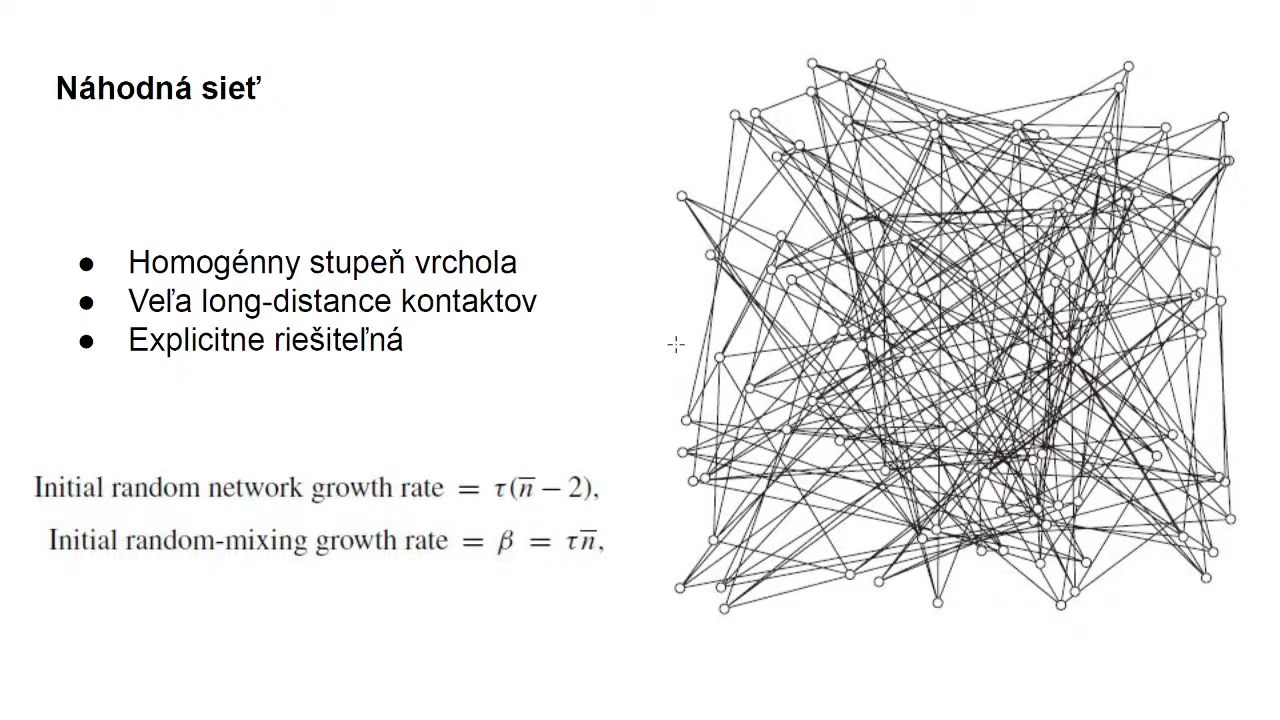 Náhodná sieť
● Homogénny stupeň vrchola
● Veľa long-distance kontaktov
● Explicitne riešiteľná
Initial random network growth rate = τ(n̅ − 2),
Initial random-mixing growth rate = β = τn̅,